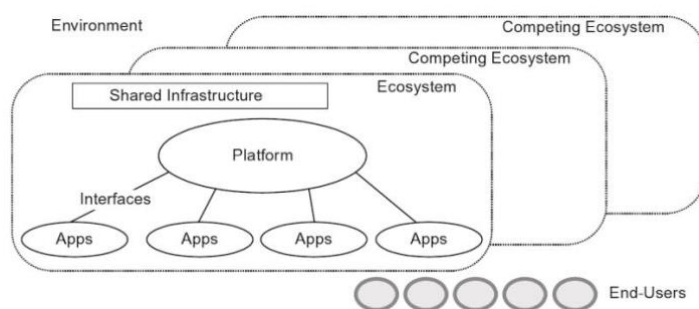 Environment
Competing Ecosystem
Competing Ecosystem
Ecosystem
Shared Infrastructure
Platform
Interfaces
Apps
Apps
Apps
Apps
End-Users